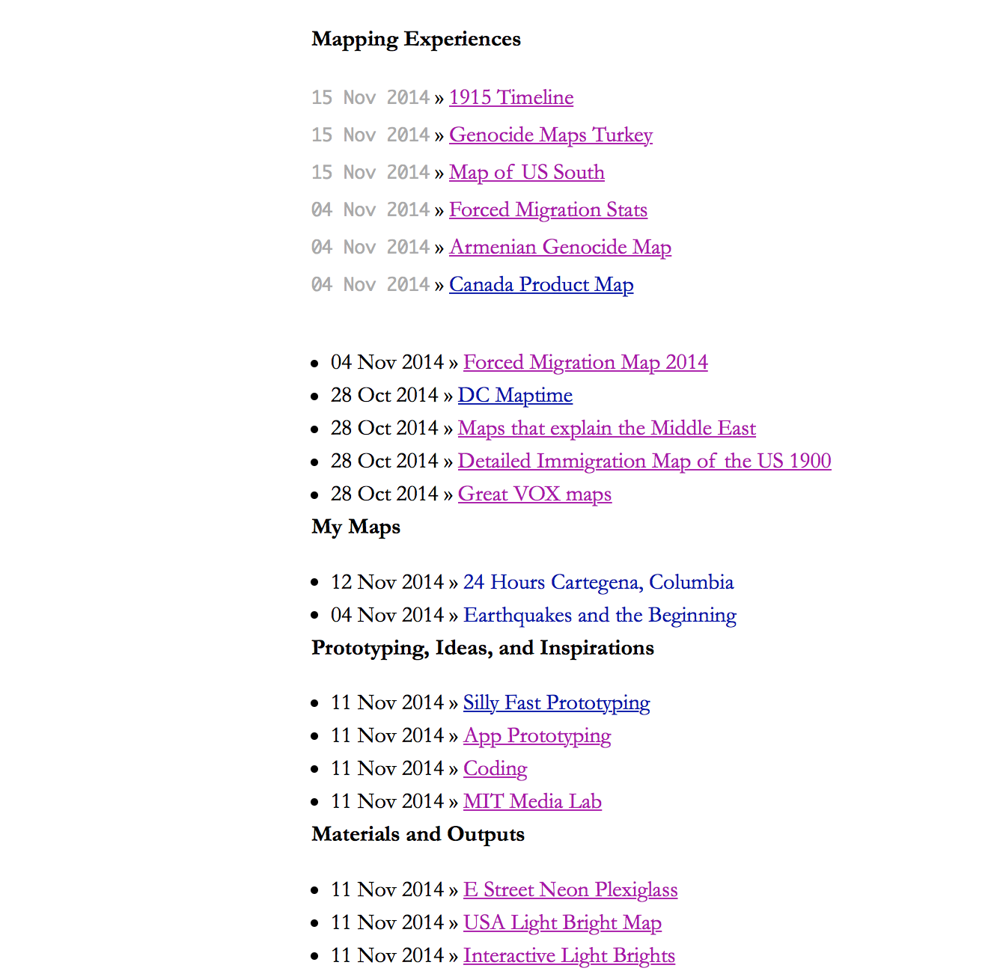 Mapping Experiences
15 Nov 2014 » 1915 Timeline
15 Nov 2014 » Genocide Maps Turkey
15 Nov 2014 » Map of US South
04 Nov 2014 » Forced Migration Stats
04 Nov 2014 » Armenian Genocide Map
04 Nov 2014 » Canada Product Map
• 04 Nov 2014 » Forced Migration Map 2014
• 28 Oct 2014 » DC Maptime
• 28 Oct 2014 » Maps that explain the Middle East
• 28 Oct 2014 » Detailed Immigration Map of the US 1900
• 28 Oct 2014 » Great VOX maps
My Maps
• 12 Nov 2014 » 24 Hours Cartegena, Columbia
• 04 Nov 2014 » Earthquakes and the Beginning
Prototyping, Ideas, and Inspirations
• 11 Nov 2014 » Silly Fast Prototyping
• 11 Nov 2014 » App Prototyping
• 11 Nov 2014 » Coding
• 11 Nov 2014 » MIT Media Lab
Materials and Outputs
• 11 Nov 2014 » E Street Neon Plexiglass
• 11 Nov 2014 » USA Light Bright Map
• 11 Nov 2014 » Interactive Light Brights